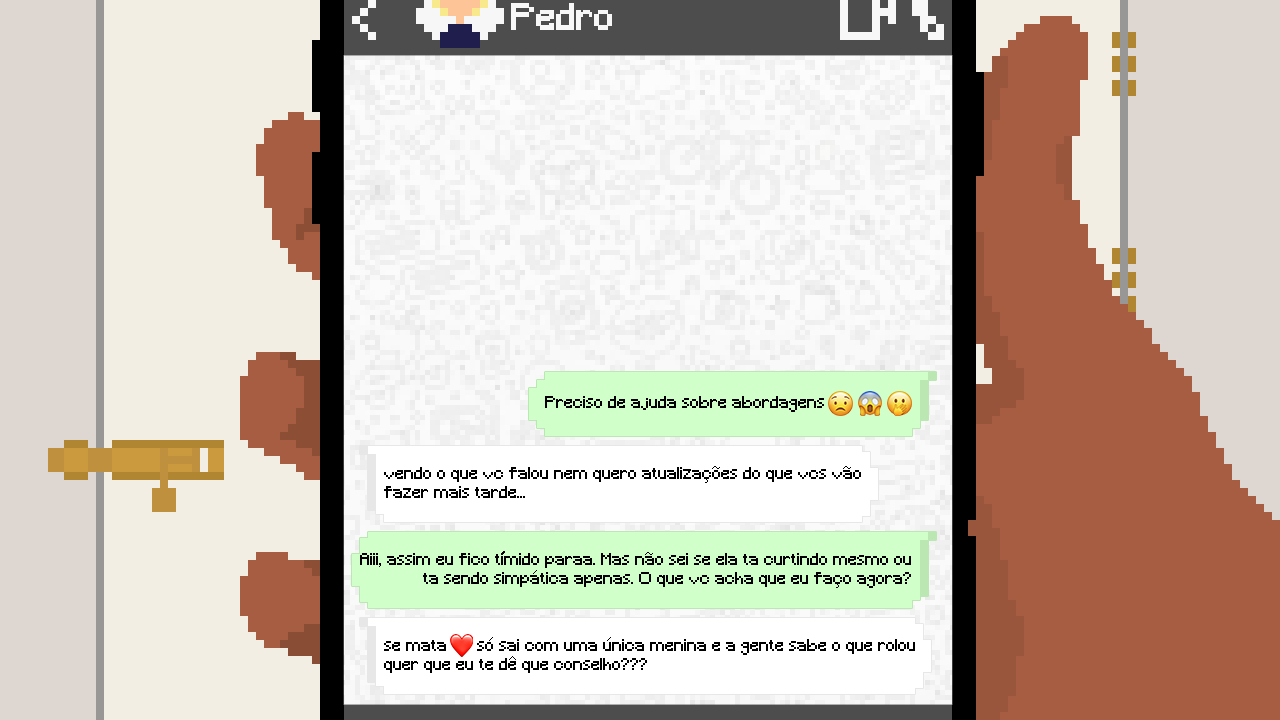 Pedro
Preciso de ajuda sobre abordagens 😟 😱 🤫
vendo o que vc falou nem quero atualizações do que vcs vão
fazer mais tarde...
Aiii, assim eu fico tímido paraa. Mas não sei se ela ta curtindo mesmo ou
ta sendo simpática apenas. O que vc acha que eu faço agora?
se mata ❤️ só sai com uma única menina e a gente sabe o que rolou
quer que eu te dê que conselho???